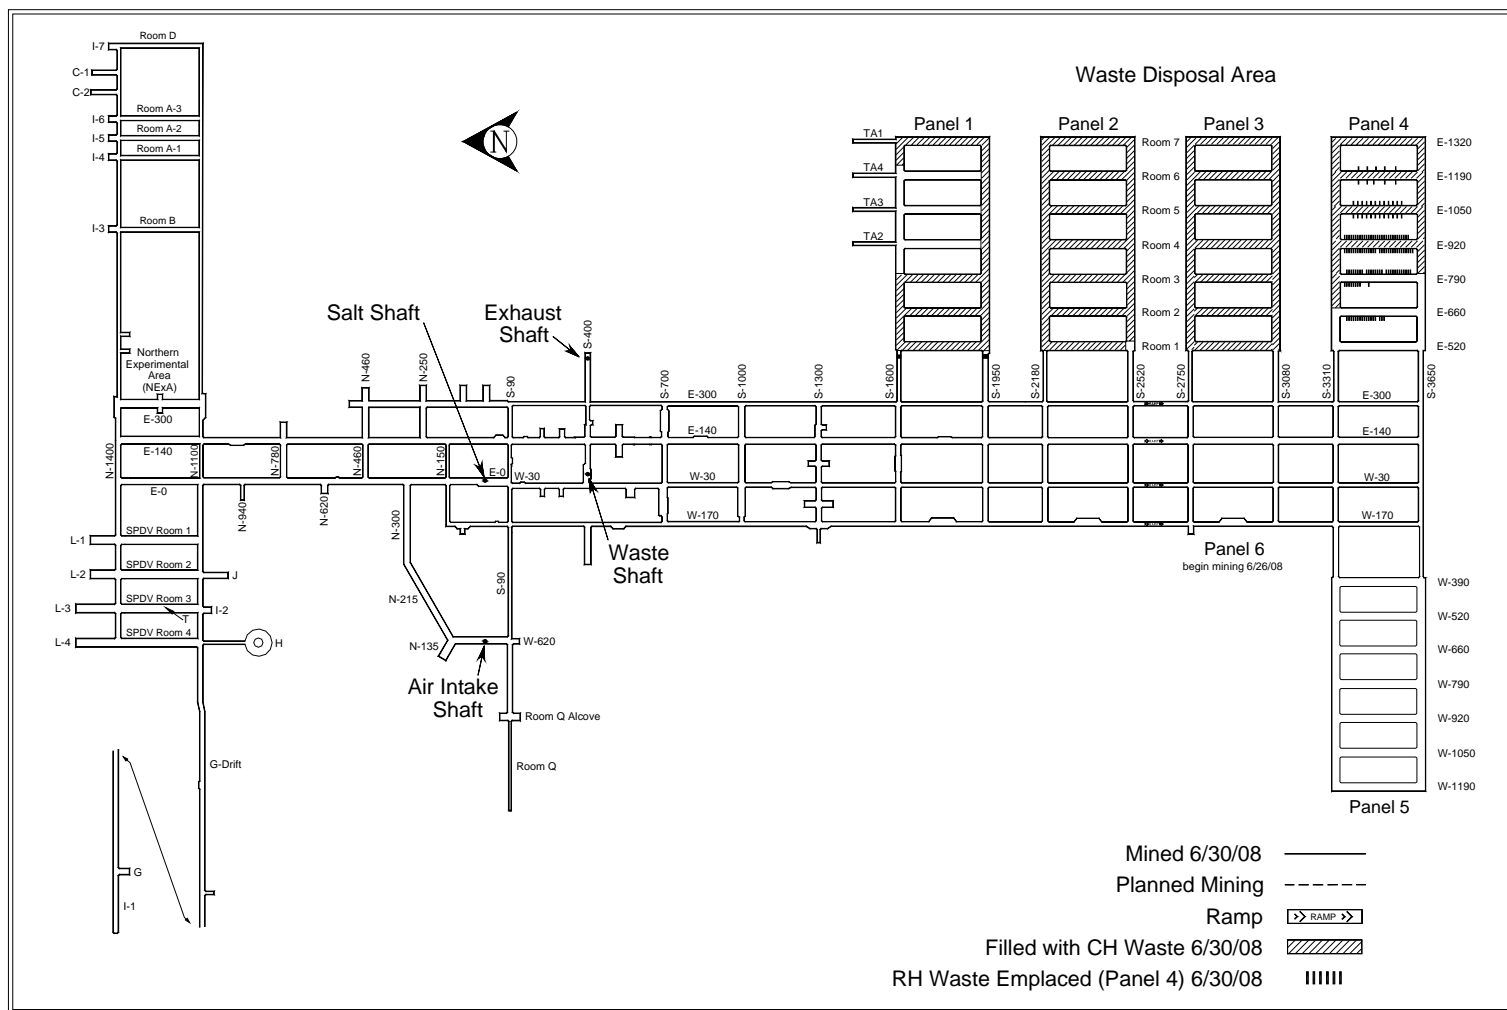 Room D
I-7
C-1
C-2
Room A-3
I-6
Room A-2
I-5
Room A-1
I-4
Room B
I-3
Northern
Experimental
Area
(NExA)
E-300
E-140
E-0
N-1400
N-1100
N-780
N-460
N-150
N-940
N-620
N-300
SPDV Room 1
L-1
SPDV Room 2
L-2
J
SPDV Room 3
L-3
I-2
T
SPDV Room 4
L-4
H
G-Drift
G
I-1
N
Salt Shaft
Exhaust
Shaft
S-400
N-460
N-250
S-90
E-0
W-30
N-215
N-135
S-90
W-620
Air Intake
Shaft
Room Q Alcove
Room Q
Waste
Shaft
S-700
S-1000
S-1300
S-1600
S-1950
S-2180
S-2520
S-2750
S-3080
S-3310
S-3650
E-300
E-140
W-30
W-170
E-300
E-140
W-30
W-170
Waste Disposal Area
Panel 1
Panel 2
Panel 3
Panel 4
TA1
TA4
TA3
TA2
Room 7
Room 6
Room 5
Room 4
Room 3
Room 2
Room 1
E-1320
E-1190
E-1050
E-920
E-790
E-660
E-520
Panel 6
begin mining 6/26/08
W-390
W-520
W-660
W-790
W-920
W-1050
W-1190
Panel 5
Mined 6/30/08
Planned Mining
Ramp
RAMP
Filled with CH Waste 6/30/08
RH Waste Emplaced (Panel 4) 6/30/08